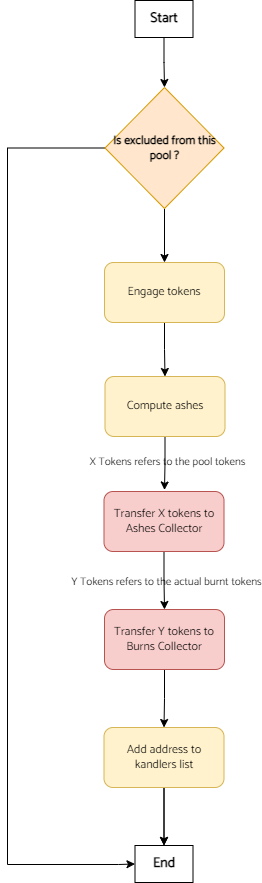 Start
Is excluded from this
pool ?
Engage tokens
Compute ashes
X Tokens refers to the pool tokens
Transfer X tokens to
Ashes Collector
Y Tokens refers to the actual burnt tokens
Transfer Y tokens to
Burns Collector
Add address to
kandlers list
End